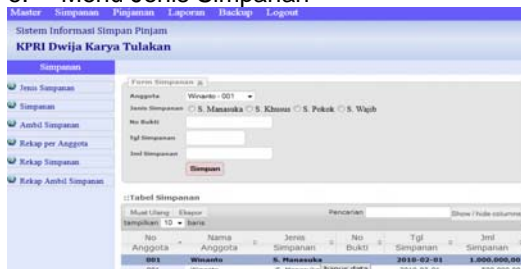 Menu Jenis Simpanan
Master Simpanan Pinjaman Laporan Backup Logout
Sistem Informasi Simpan Pinjam
KPRI Dwija Karya Tulakan
Simpanan
Jenis Simpanan
Simpanan
Ambil Simpanan
Rekap per Anggota
Rekap Simpanan
Rekap Ambil Simpanan
Form Simpanan
Anggota Winanto - 001
Jenis Simpanan S. Manasuka S. Khusus S. Pokok S. Wajib
No Bukti
Tgl Simpanan
Jml Simpanan
Simpan
::Tabel Simpanan
Muat Ulang Ekspor Pencarian Show / hide columns
tampilkan 10 baris
No Anggota Nama Anggota Jenis Simpanan No Bukti Tgl Simpanan Jml Simpanan
001 Winanto S. Manasuka 2010-02-01 1.000.000,00